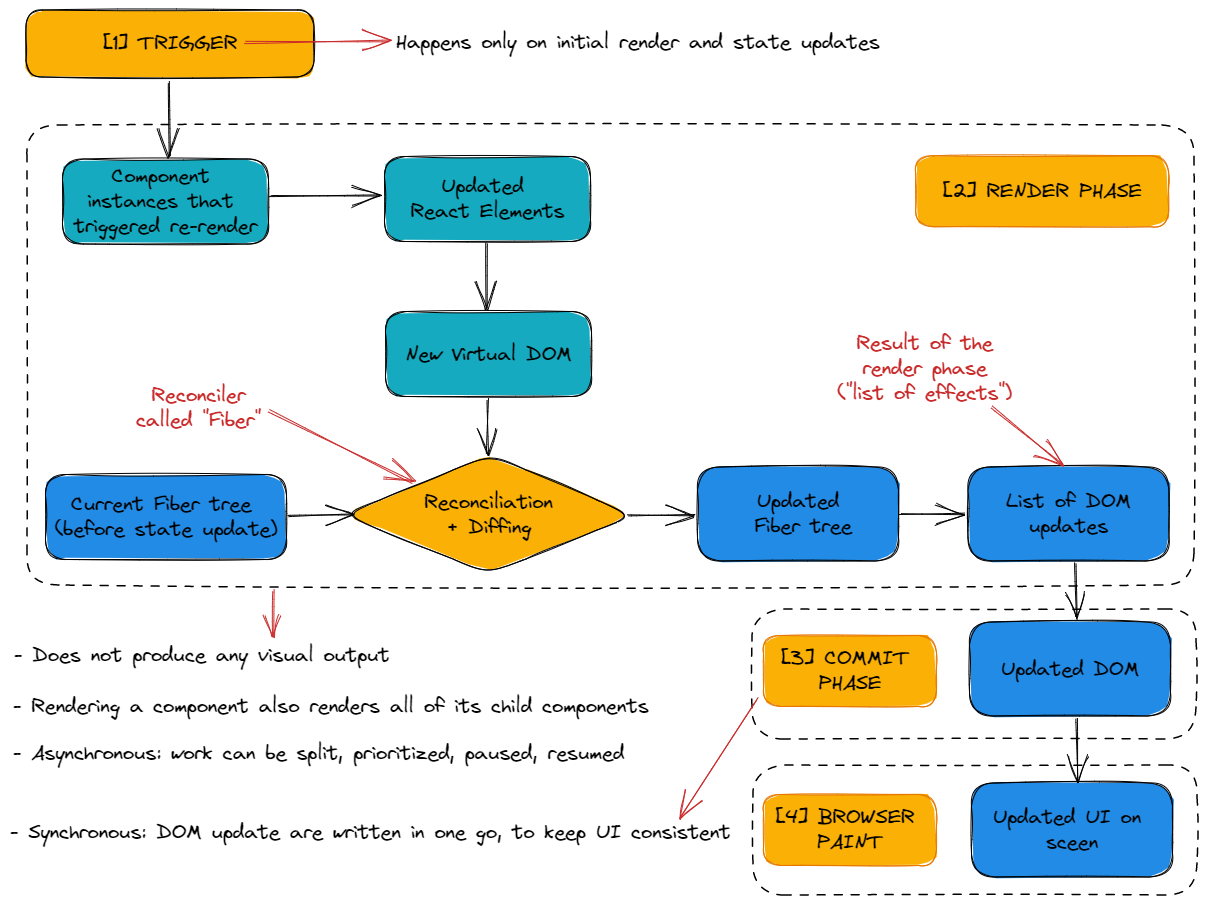 [1] TRIGGER
Happens only on initial render and state updates
Component
instances that
triggered re-render
Updated
React Elements
[2] RENDER PHASE
New Virtual DOM
Result of the
render phase
("list of effects")
Reconciler
called "Fiber"
Current Fiber tree
(before state update)
Reconciliation
+ Diffing
Updated
Fiber tree
List of DOM
updates
- Does not produce any visual output
- Rendering a component also renders all of its child components
- Asynchronous: work can be split, prioritized, paused, resumed
[3] COMMIT
PHASE
Updated DOM
- Synchronous: DOM update are written in one go, to keep UI consistent
[4] BROWSER
PAINT
Updated UI on
sceen